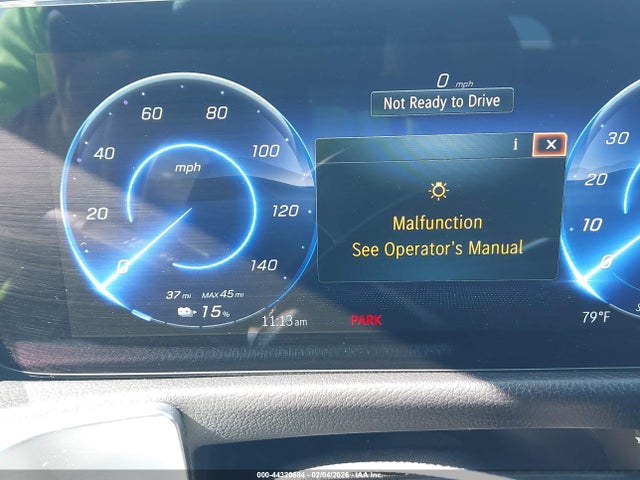 0 mph
Not Ready to Drive
60 80
40 100
mph
20 120
0 140
37 mi MAX 45 mi
15%
11:13 am
PARK
i X
Malfunction
See Operator's Manual
30
20
10
0
79°F
000-44320684 - 02/04/2026 - IAA Inc.